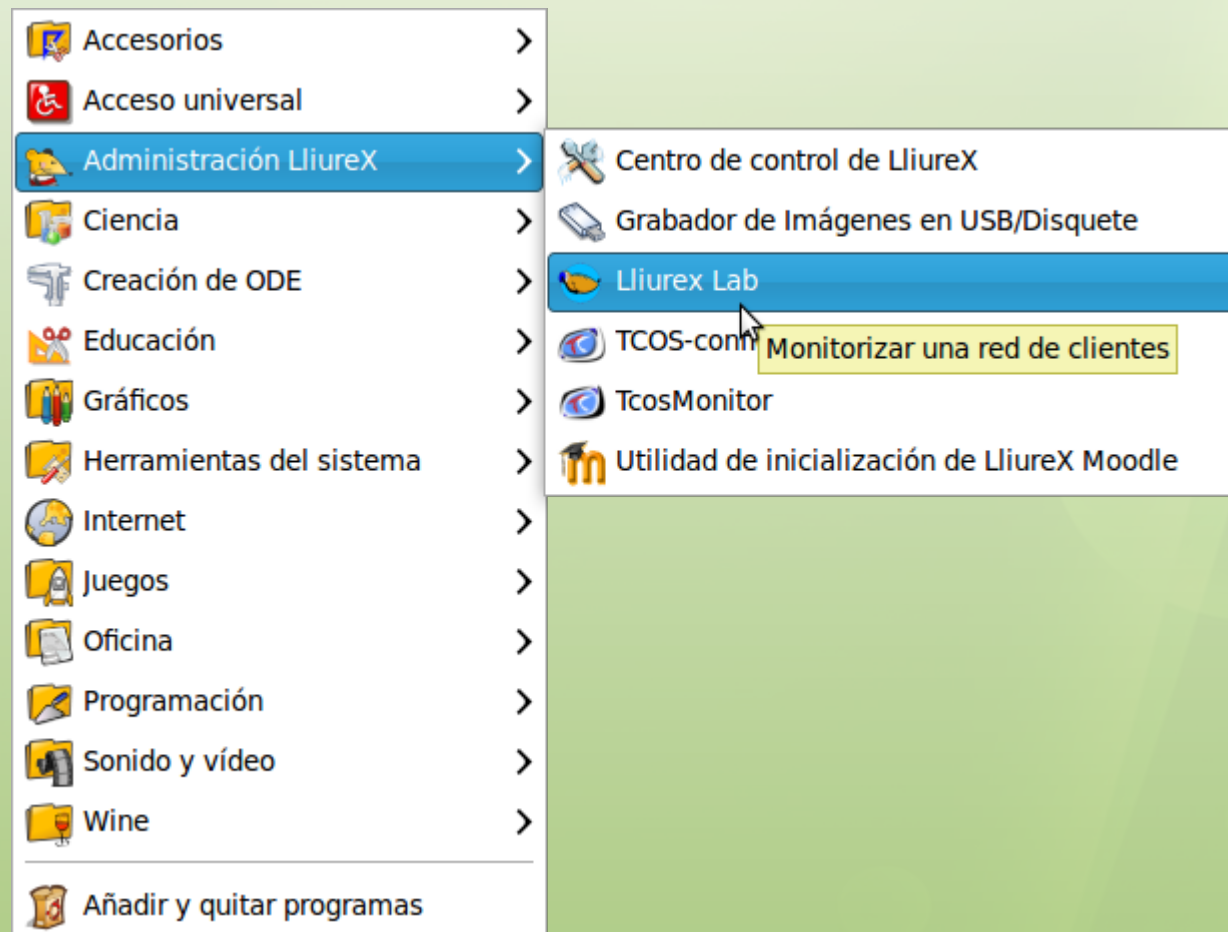 Accesorios
Acceso universal
Administración LliureX
Ciencia
Creación de ODE
Educación
Gráficos
Herramientas del sistema
Internet
Juegos
Oficina
Programación
Sonido y vídeo
Wine
Añadir y quitar programas
Centro de control de LliureX
Grabador de Imágenes en USB/Disquete
Lliurex Lab
Monitorizar una red de clientes
TcosMonitor
Utilidad de inicialización de LliureX Moodle